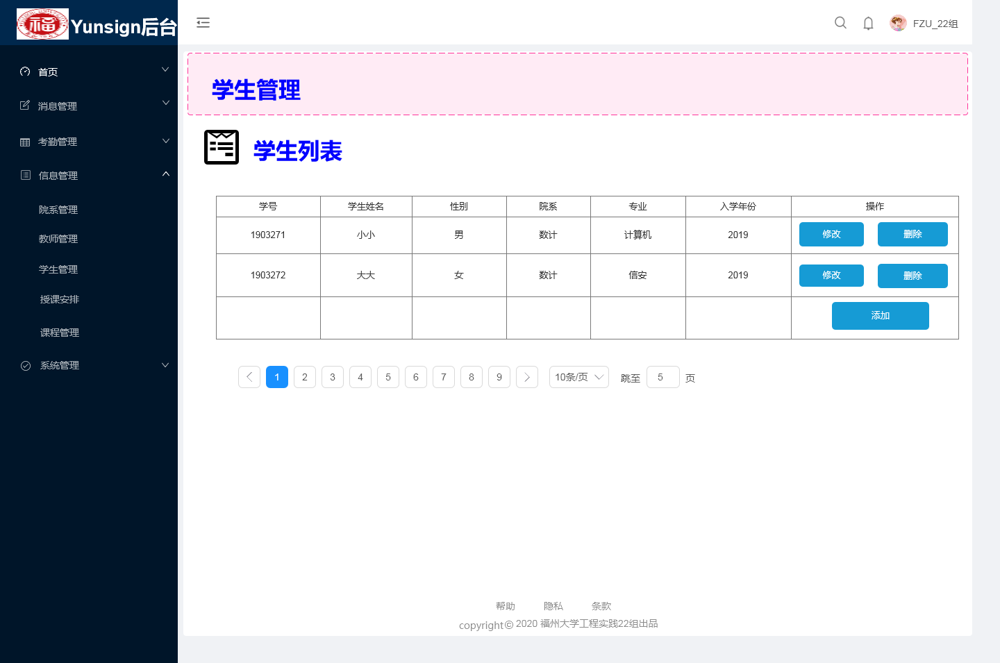 Yunsign后台
FZU_22组
首页
消息管理
考勤管理
信息管理
院系管理
教师管理
学生管理
授课安排
课程管理
系统管理
学生管理
学生列表
学号 学生姓名 性别 院系 专业 入学年份 操作
1903271 小小 男 数计 计算机 2019 修改 删除
1903272 大大 女 数计 信安 2019 修改 删除
添加
1 2 3 4 5 6 7 8 9 10条/页 跳至 5 页
帮助 隐私 条款
copyright© 2020 福州大学工程实践22组出品
福